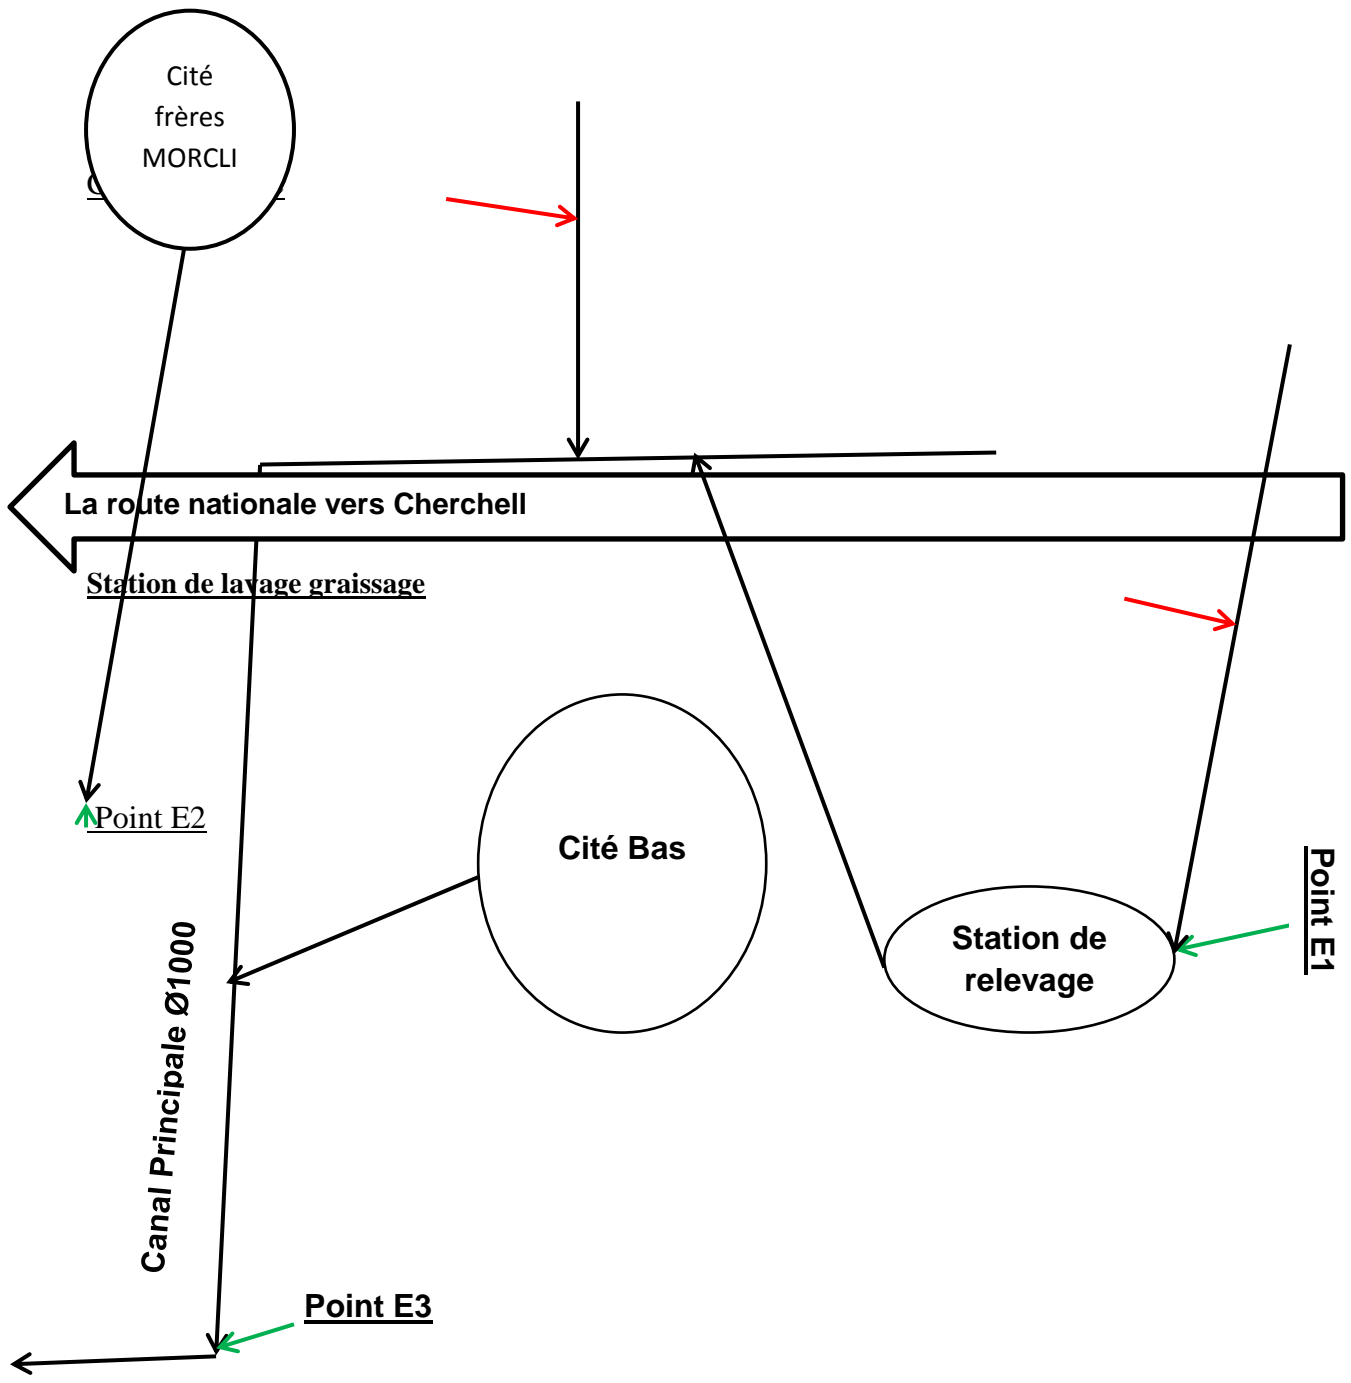 Cité
frères
MORCLI
La route nationale vers Cherchell
Station de lavage graissage
Point E2
Cité Bas
Station de
relevage
Point E1
Canal Principale Ø1000
Point E3